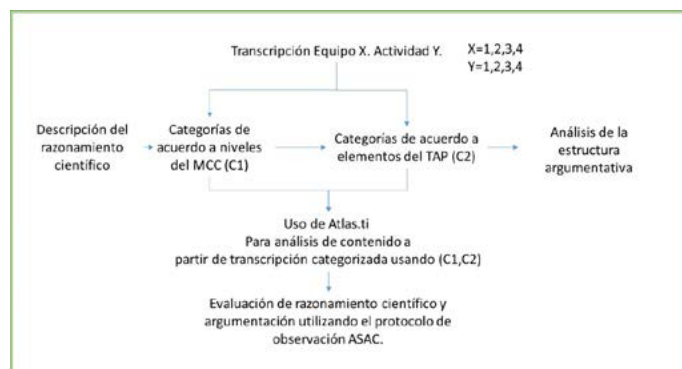 Transcripción Equipo X. Actividad Y.
X=1,2,3,4
Y=1,2,3,4
Descripción del
razonamiento
científico
Categorías de
acuerdo a niveles
del MCC (C1)
Categorías de acuerdo a
elementos del TAP (C2)
Análisis de la
estructura
argumentativa
Uso de Atlas.ti
Para análisis de contenido a
partir de transcripción categorizada usando (C1,C2)
Evaluación de razonamiento científico y
argumentación utilizando el protocolo de
observación ASAC.